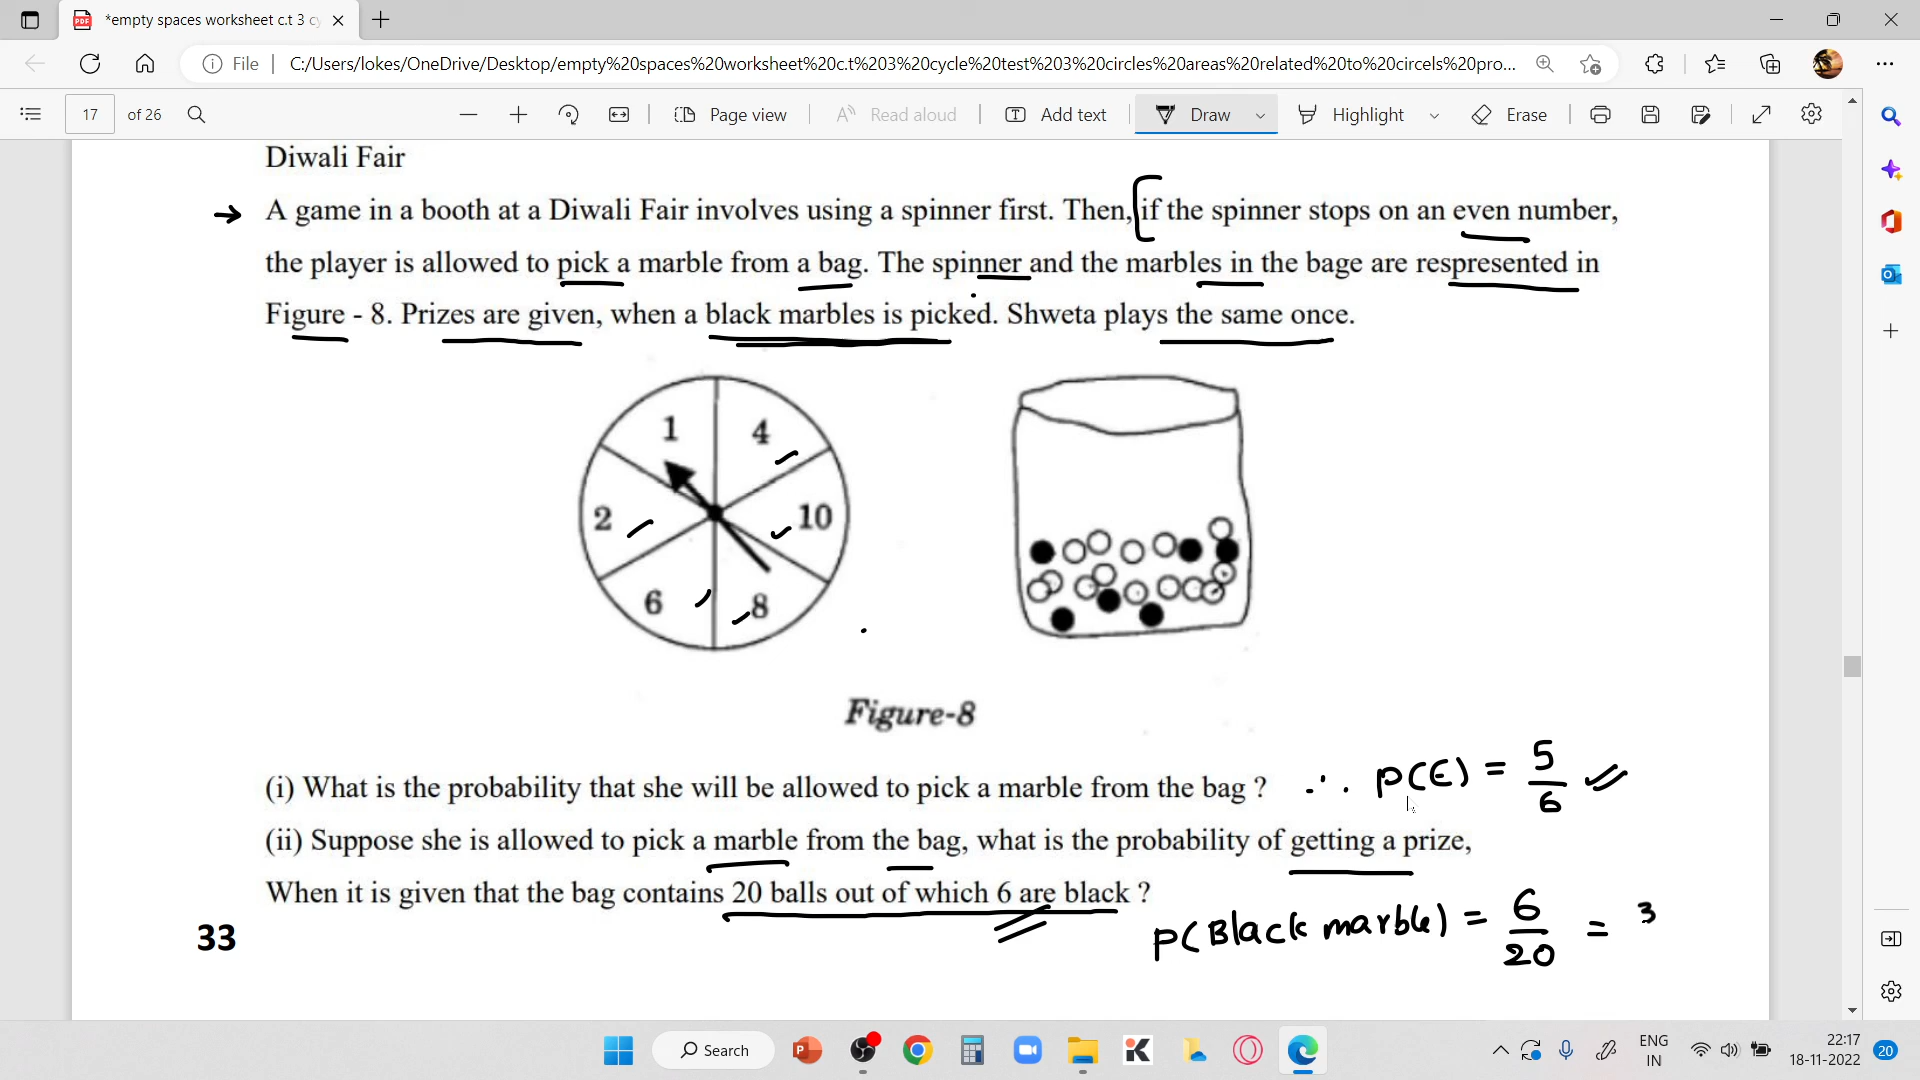 *empty spaces worksheet c.t 3 cy
File
C:/Users/lokes/OneDrive/Desktop/empty%20spaces%20worksheet%20c.t%203%20cycle%20test%203%20circles%20areas%20related%20to%20circels%20pro...
17
of 26
Page view
Read aloud
Add text
Draw
Highlight
Erase
Diwali Fair
→ A game in a booth at a Diwali Fair involves using a spinner first. Then, [if the spinner stops on an even number,
the player is allowed to pick a marble from a bag. The spinner and the marbles in the bage are respresented in
Figure - 8. Prizes are given, when a black marbles is picked. Shweta plays the same once.
1 4
2 10
6 8
Figure-8
(i) What is the probability that she will be allowed to pick a marble from the bag ? ∴ P(E) = 5/6
(ii) Suppose she is allowed to pick a marble from the bag, what is the probability of getting a prize,
When it is given that the bag contains 20 balls out of which 6 are black ?
P(Black marble) = 6/20 = 3
33
Search
ENG
IN
22:17
18-11-2022
20